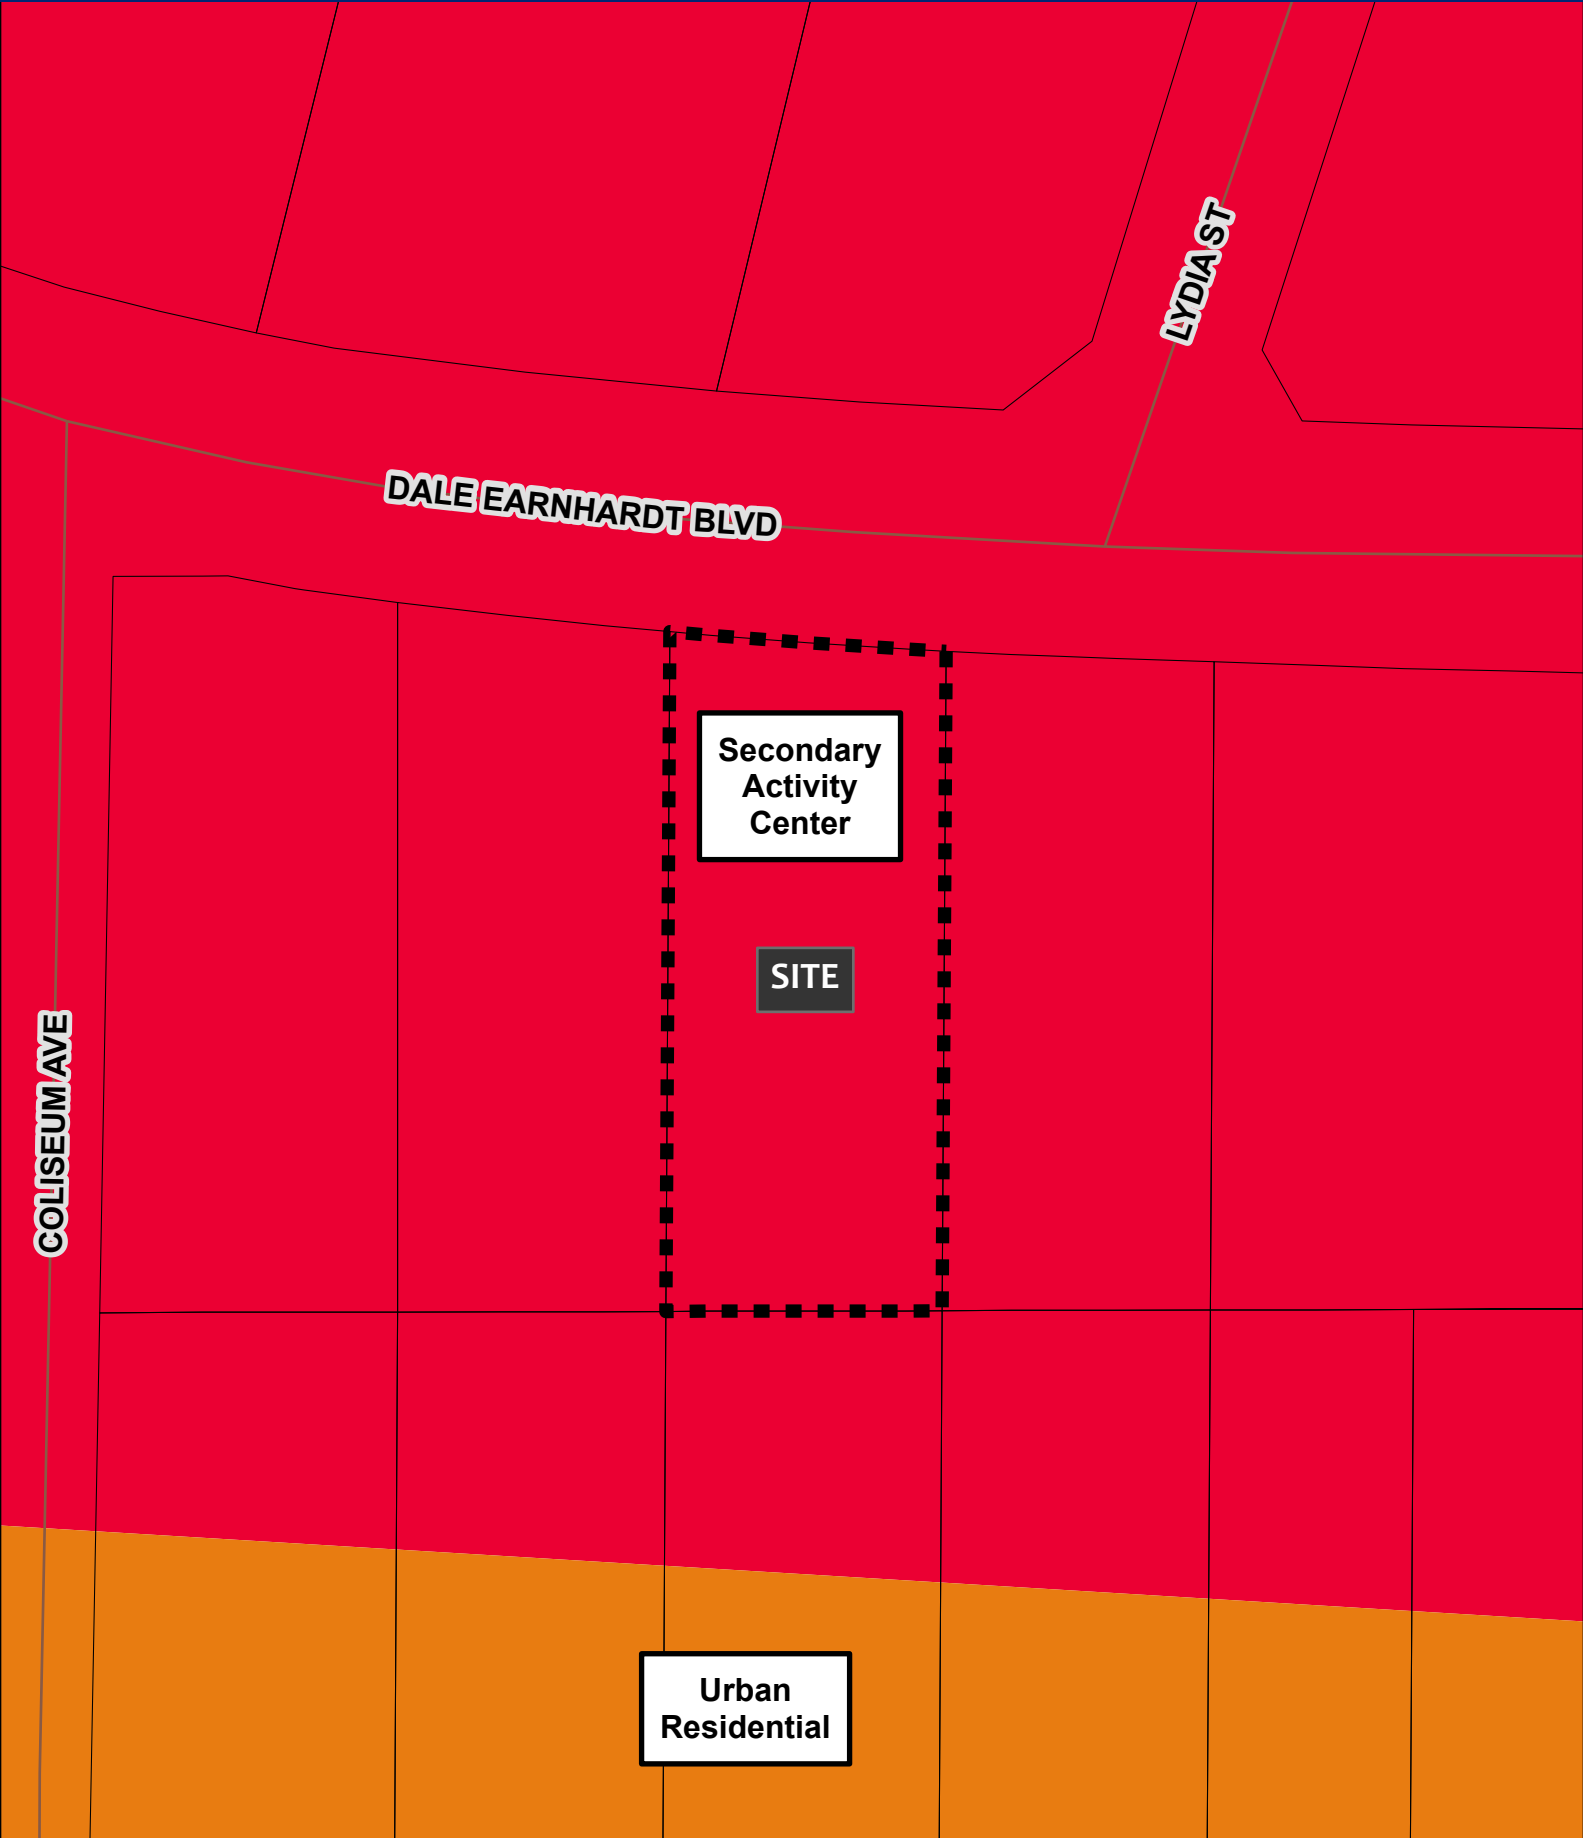 LYDIA ST
DALE EARNHARDT BLVD
Secondary
Activity
Center
SITE
COLISEUM AVE
Urban
Residential